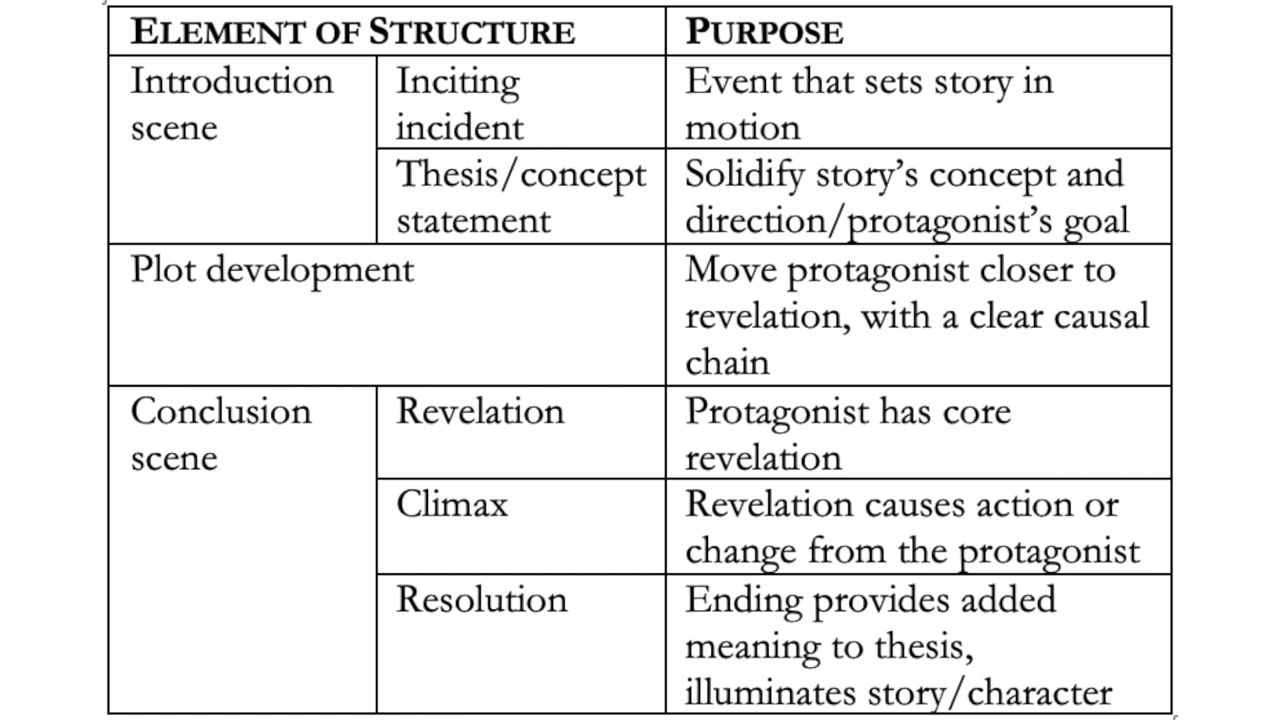 ELEMENT OF STRUCTURE PURPOSE
Introduction scene
Inciting incident
Event that sets story in
motion
Thesis/concept
statement
Solidify story’s concept and
direction/protagonist’s goal
Plot development
Move protagonist closer to
revelation, with a clear causal
chain
Conclusion
scene
Revelation
Protagonist has core
revelation
Climax
Revelation causes action or
change from the protagonist
Resolution
Ending provides added
meaning to thesis,
illuminates story/character